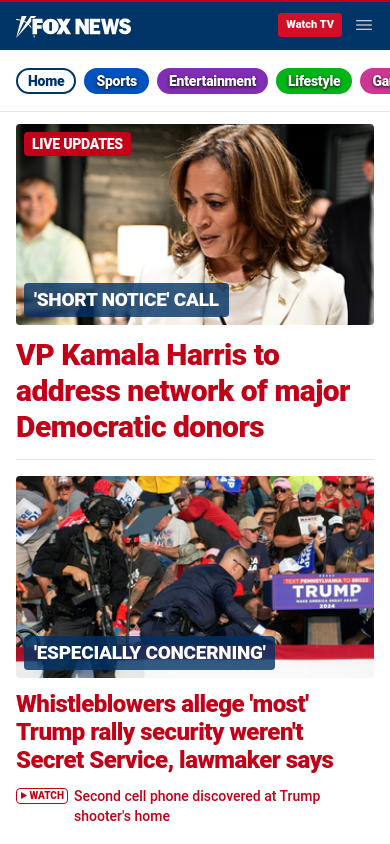 FOX NEWS
Watch TV
Home
Sports
Entertainment
Lifestyle
LIVE UPDATES
'SHORT NOTICE' CALL
VP Kamala Harris to
address network of major
Democratic donors
TEXT PENNSYLVANIA TO 88022
TRUMP
MAKE AMERICA GREAT AGAIN!
2024
'ESPECIALLY CONCERNING'
Whistleblowers allege 'most'
Trump rally security weren't
Secret Service, lawmaker says
WATCH
Second cell phone discovered at Trump
shooter's home